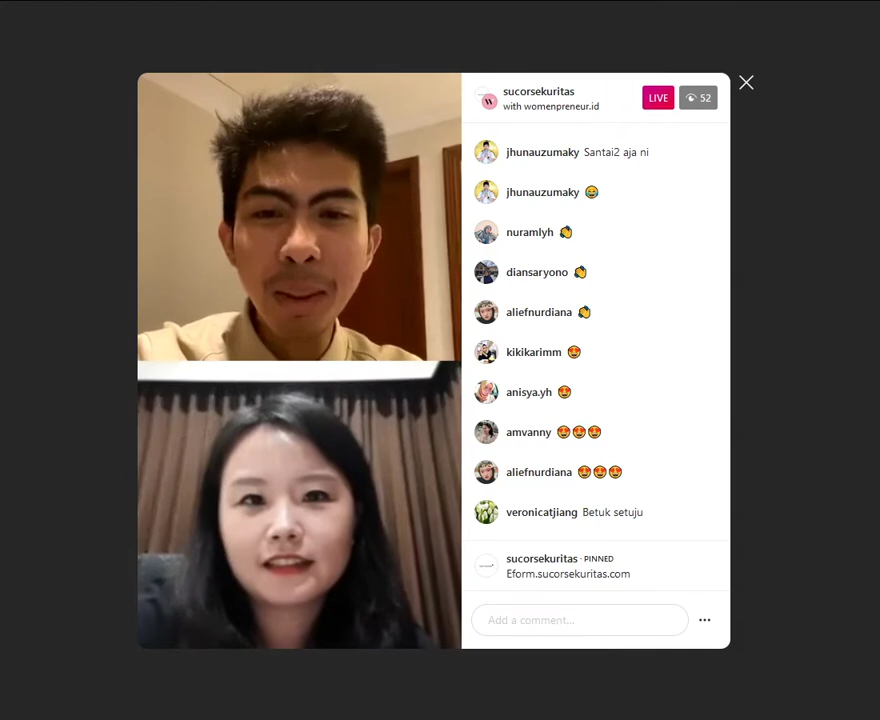 sucorsekuritas
with womenpreneur.id
LIVE
52
jhunauzumaky Santai2 aja ni
jhunauzumaky 😂
nuramlyh 👏
diansaryono 👏
aliefnurdiana 👏
kikikarimm 😍
anisya.yh 😍
amvanny 😍😍😍
aliefnurdiana 😍😍😍
veronicatjiang Betuk setuju
sucorsekuritas · PINNED
Eform.sucorsekuritas.com
Add a comment...